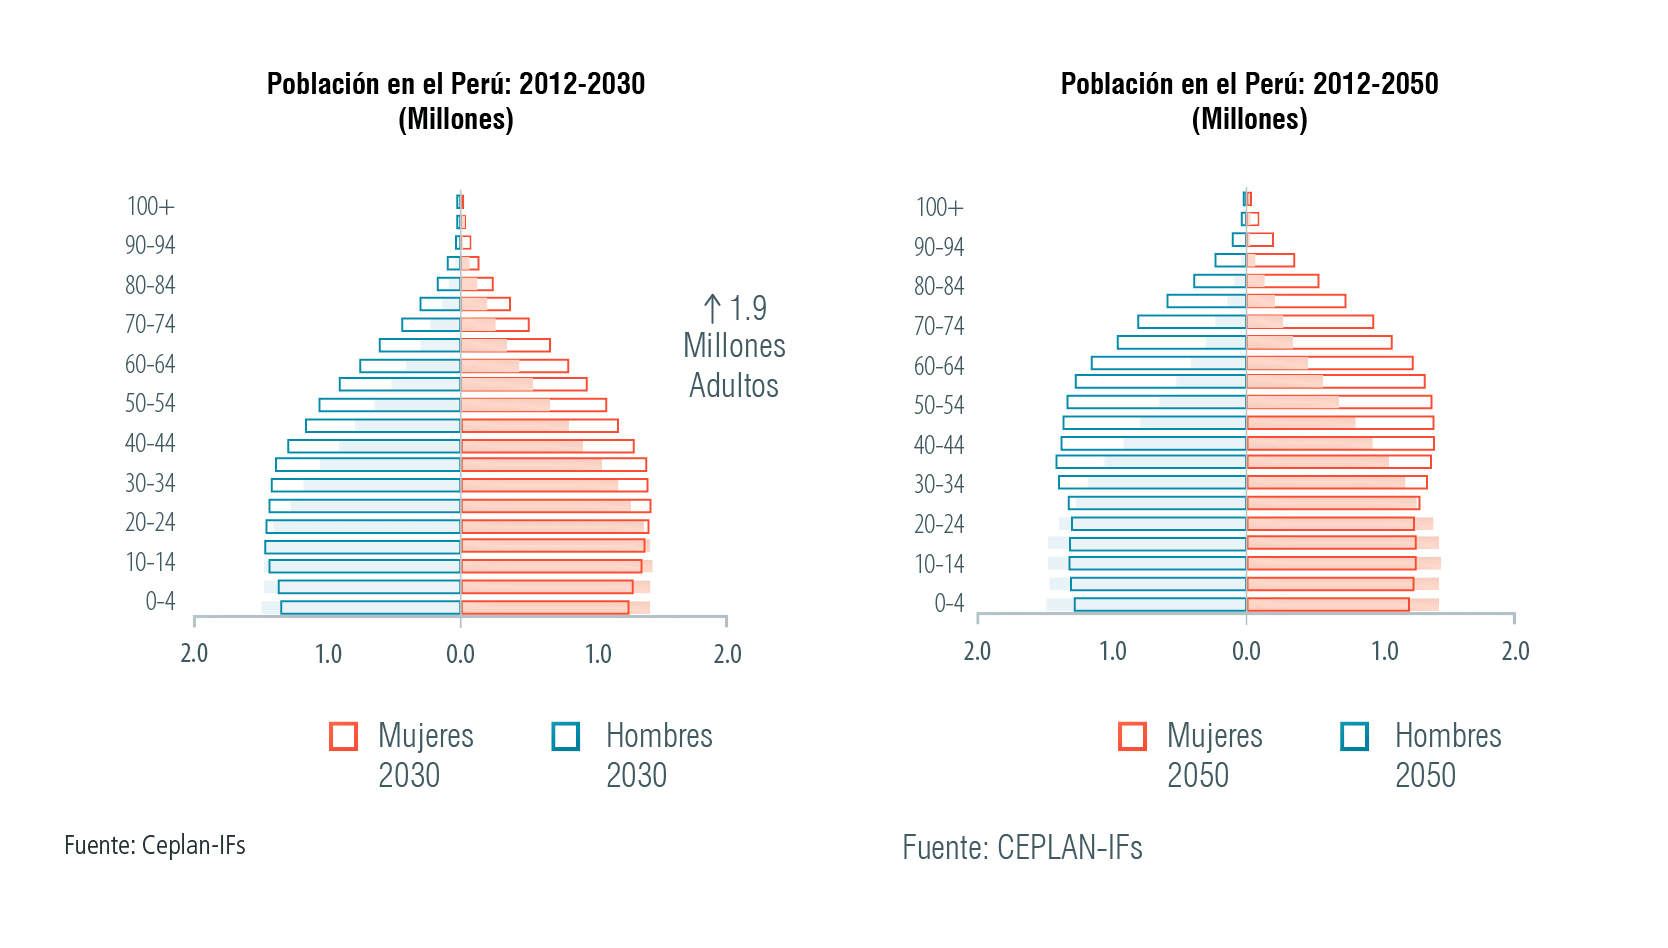 Población en el Perú: 2012-2030
(Millones)
100+
90-94
80-84
70-74
60-64
50-54
40-44
30-34
20-24
10-14
0-4
2.0 1.0 0.0 1.0 2.0
↑ 1.9
Millones
Adultos
Mujeres
2030
Hombres
2030
Fuente: Ceplan-IFs
Población en el Perú: 2012-2050
(Millones)
100+
90-94
80-84
70-74
60-64
50-54
40-44
30-34
20-24
10-14
0-4
2.0 1.0 0.0 1.0 2.0
Mujeres
2050
Hombres
2050
Fuente: CEPLAN-IFs